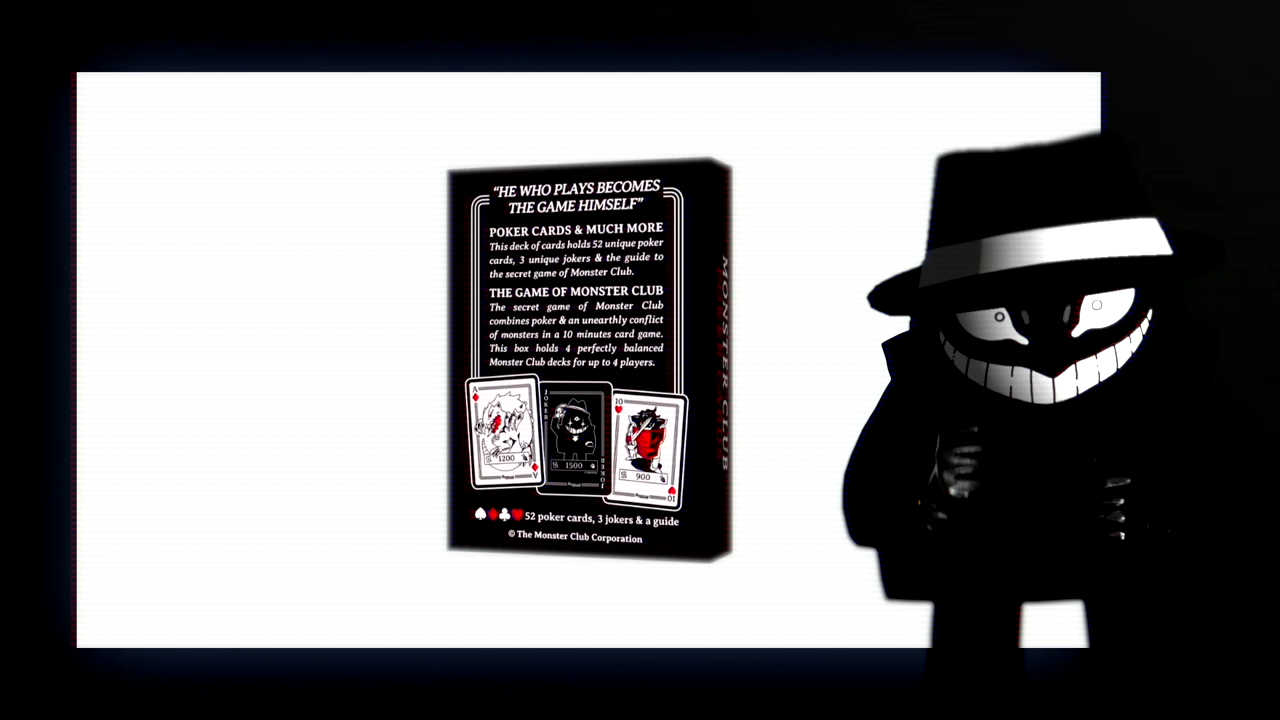 “HE WHO PLAYS BECOMES
THE GAME HIMSELF”
POKER CARDS & MUCH MORE
This deck of cards holds 52 unique poker
cards, 3 unique jokers & the guide to
the secret game of Monster Club.
THE GAME OF MONSTER CLUB
The secret game of Monster Club
combines poker & an unearthly conflict
of monsters in a 10 minutes card game.
This box holds 4 perfectly balanced
Monster Club decks for up to 4 players.
A
1200
A
JOKER
1500
JOKER
10
900
10
52 poker cards, 3 jokers & a guide
© The Monster Club Corporation
MONSTER CLUB